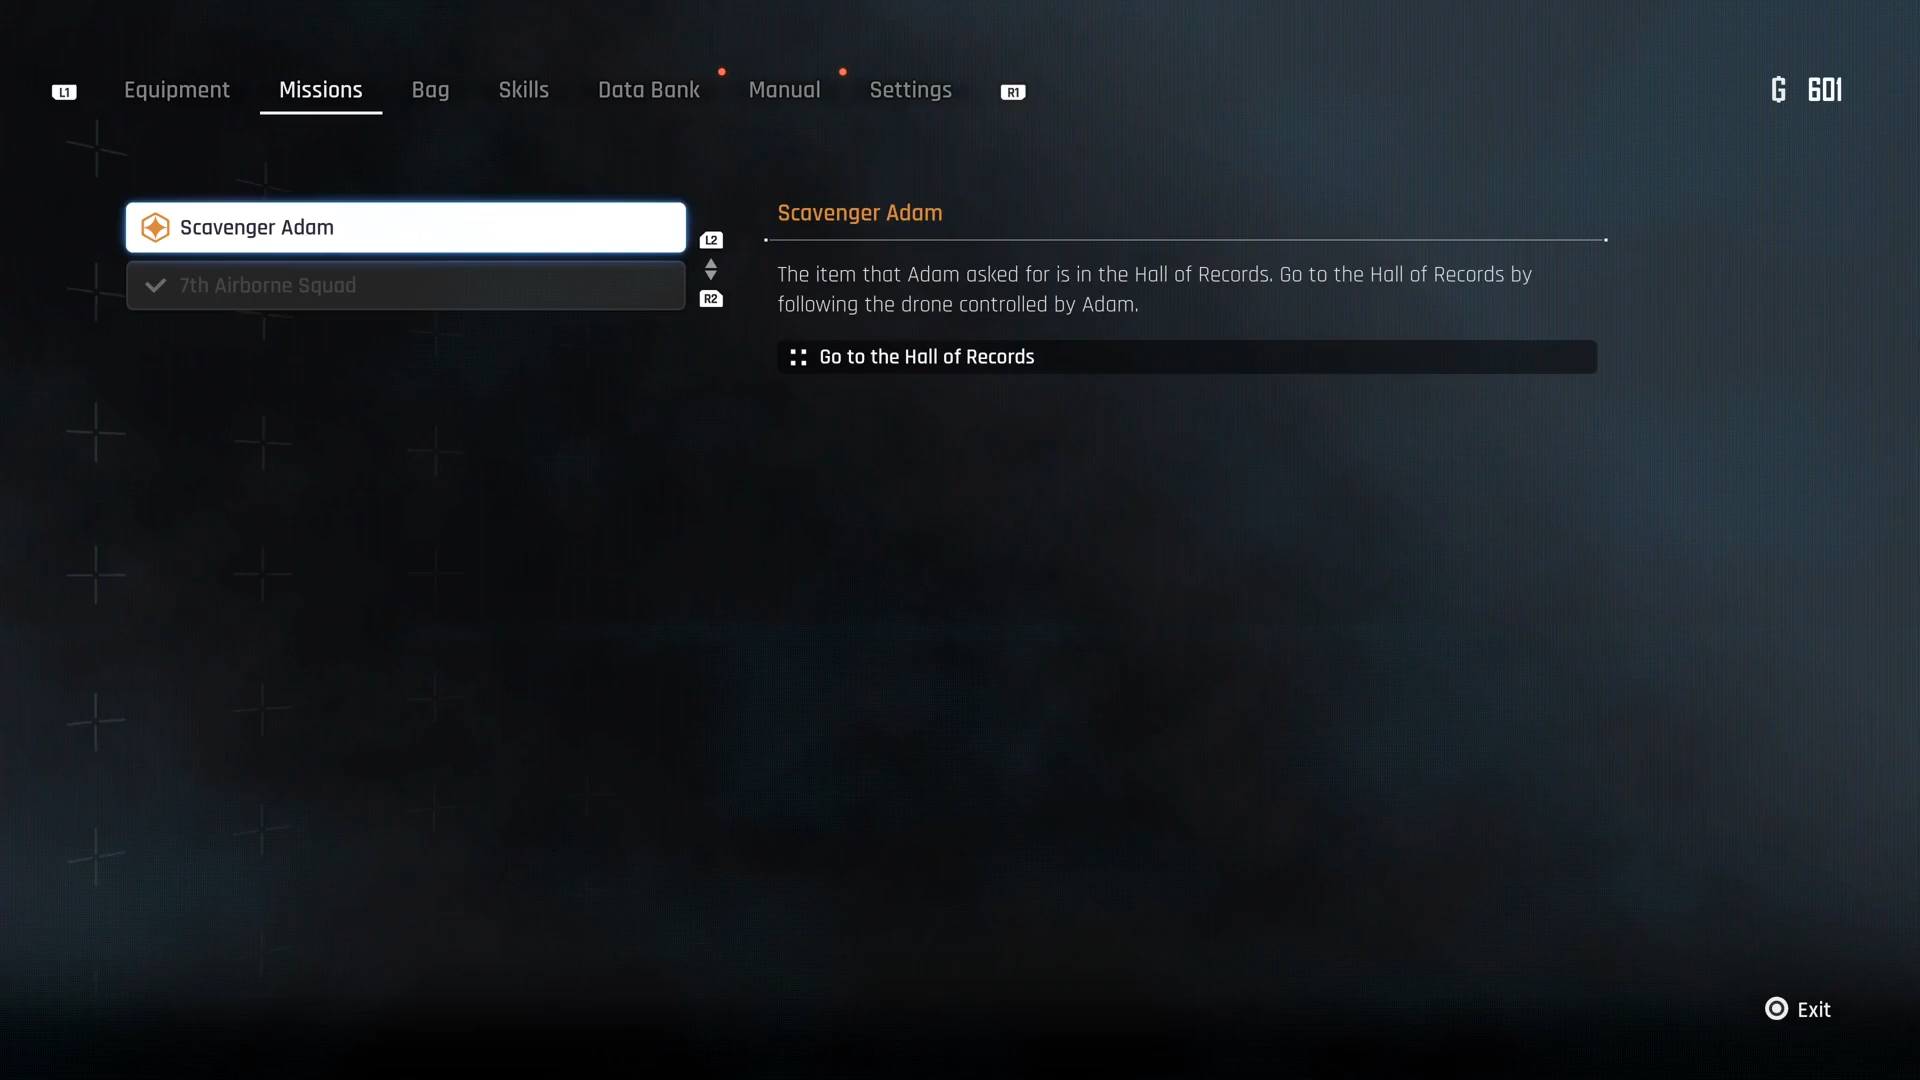 L1 Equipment Missions Bag Skills Data Bank Manual Settings R1 G 601
Scavenger Adam
7th Airborne Squad
L2
R2
Scavenger Adam
The item that Adam asked for is in the Hall of Records. Go to the Hall of Records by
following the drone controlled by Adam.
Go to the Hall of Records
Exit